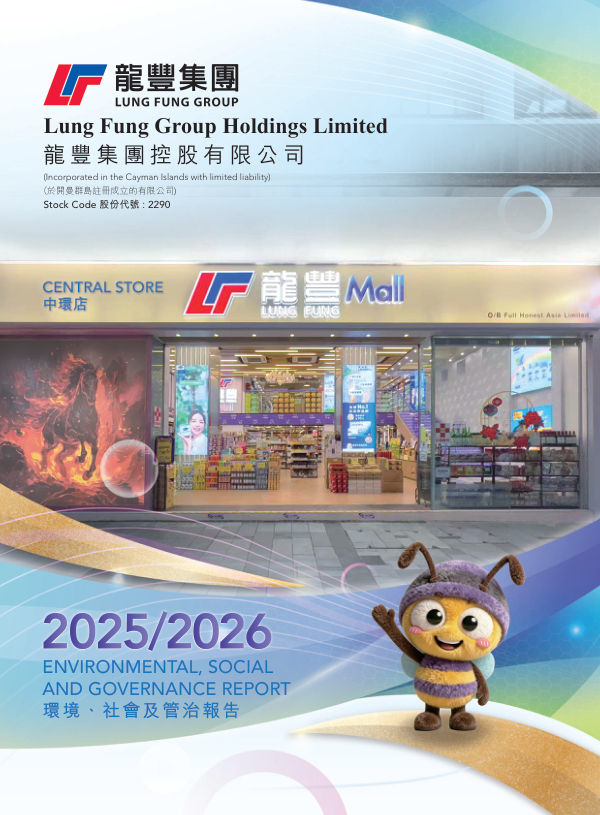 龍豐集團
LUNG FUNG GROUP
Lung Fung Group Holdings Limited
龍豐集團控股有限公司
(Incorporated in the Cayman Islands with limited liability)
(於開曼群島註冊成立的有限公司)
Stock Code 股份代號 : 2290
CENTRAL STORE
中環店
龍豐 Mall
LUNG FUNG
O/B Full Honest Asia Limited
2025/2026
ENVIRONMENTAL, SOCIAL
AND GOVERNANCE REPORT
環境、社會及管治報告